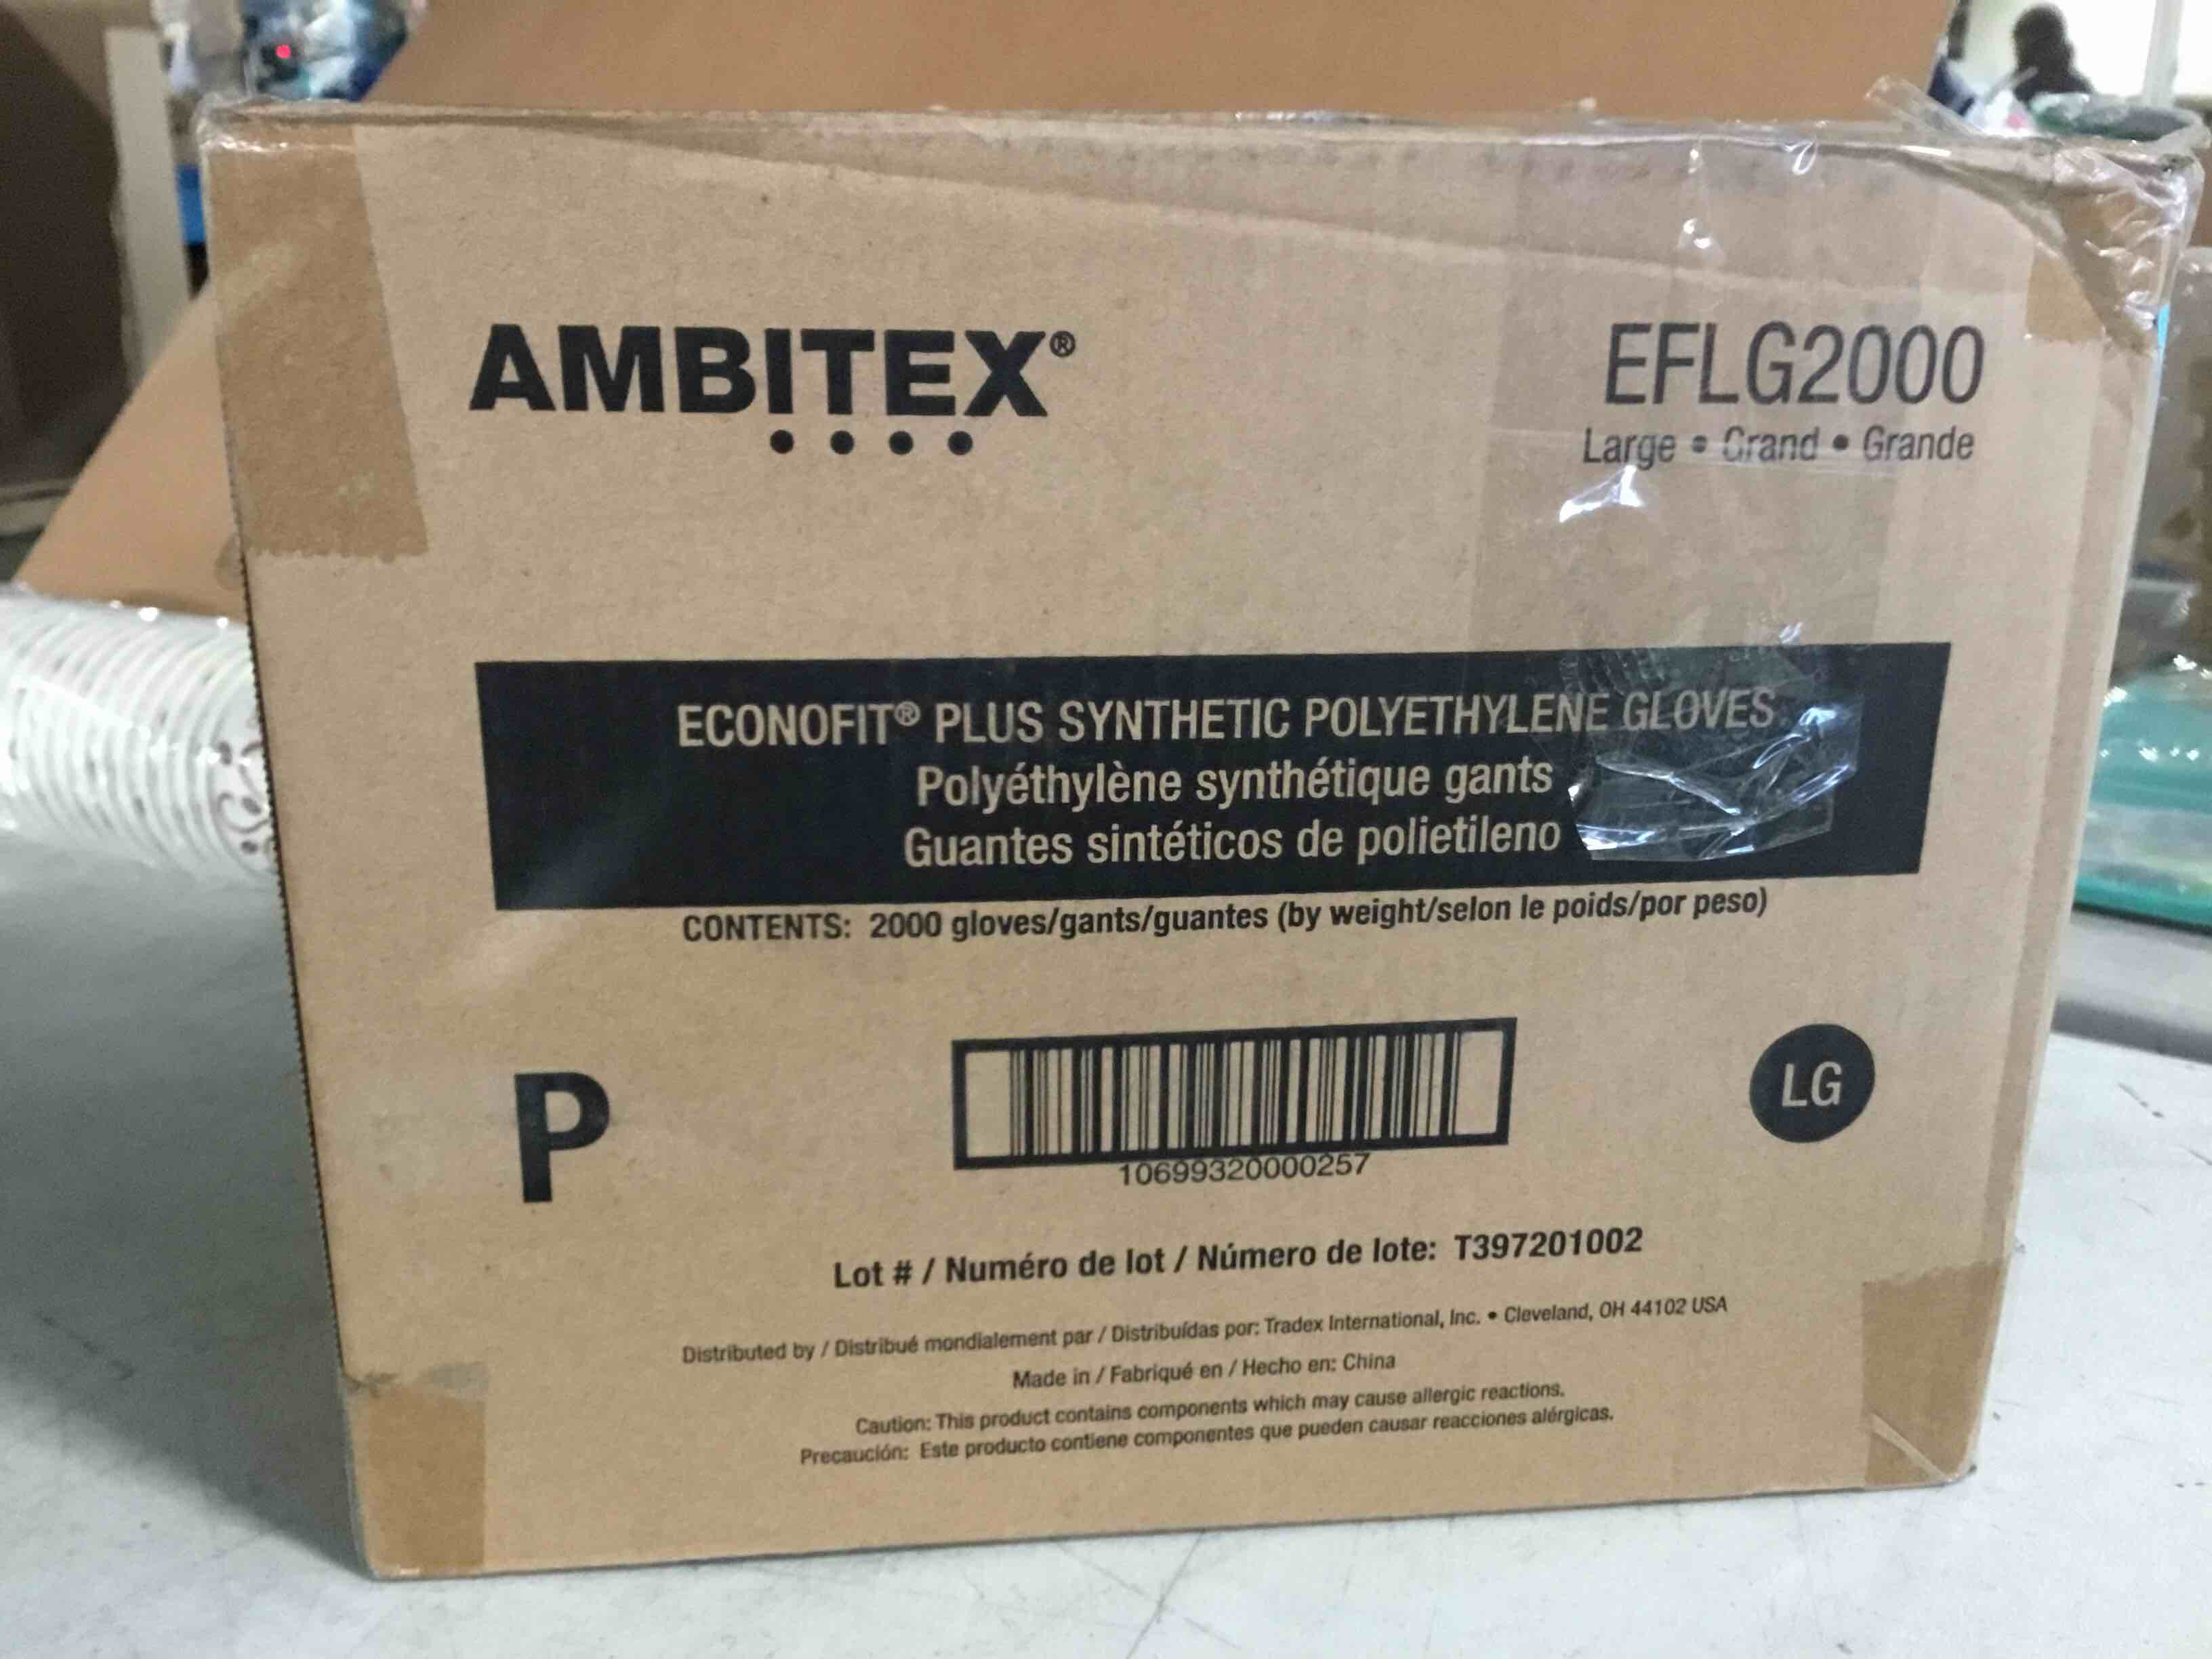 AMBITEX®
EFLG2000
Large • Grand • Grande
ECONOFIT® PLUS SYNTHETIC POLYETHYLENE GLOVES
Polyéthylène synthétique gants
Guantes sintéticos de polietileno
CONTENTS: 2000 gloves/gants/guantes (by weight/selon le poids/por peso)
P
LG
10699320000257
Lot # / Numéro de lot / Número de lote: T397201002
Distributed by / Distribué mondialement par / Distribuídas por: Tradex International, Inc. • Cleveland, OH 44102 USA
Made in / Fabriqué en / Hecho en: China
Caution: This product contains components which may cause allergic reactions.
Precaución: Este producto contiene componentes que pueden causar reacciones alérgicas.